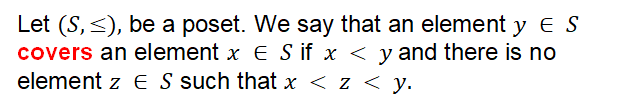 Let (S, ≤), be a poset. We say that an element y ∈ S
covers an element x ∈ S if x < y and there is no
element z ∈ S such that x < z < y.